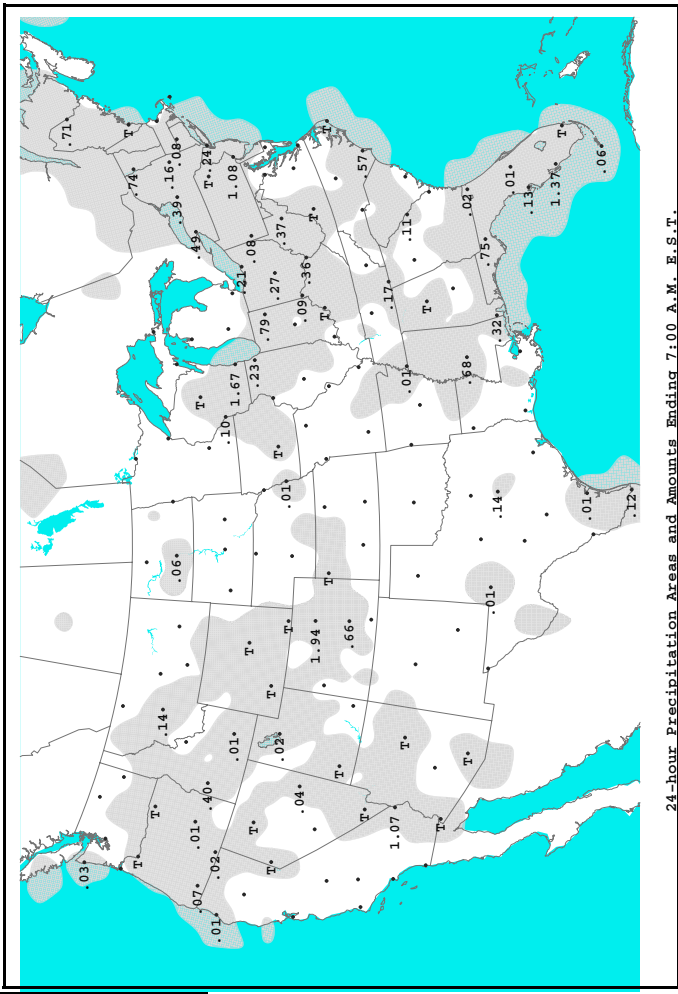 .71
.03
T
.74
T
T
.14
.16
.06
.39
.08
.01
.49
.07
T
.24
.40
T
.02
.01
.10
1.08
.01
1.67
.21
T
.08
T
.23
.79
T
T
.27
T
.02
.37
.01
T
.04
.09
.36
T
1.94
T
T
T
T
.66
.57
T
.17
1.07
T
.01
.11
T
T
.68
.02
T
.75
.01
.32
.14
.01
.13
1.37
T
.01
.06
.12
24-hour Precipitation Areas and Amounts Ending 7:00 A.M. E.S.T.